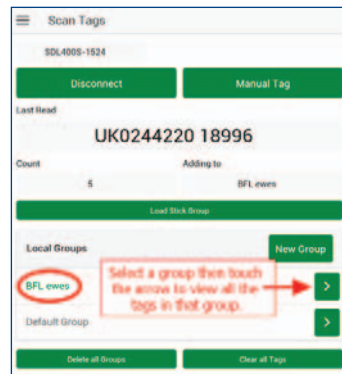 Scan Tags
SDL400S-1524
Disconnect Manual Tag
Last Read
UK0244220 18996
Count Adding to
5 BFL ewes
Load Stick Group
Local Groups New Group
BFL ewes
Select a group then touch
the arrow to view all the
tags in that group.
Default Group
Delete all Groups Clear all Tags